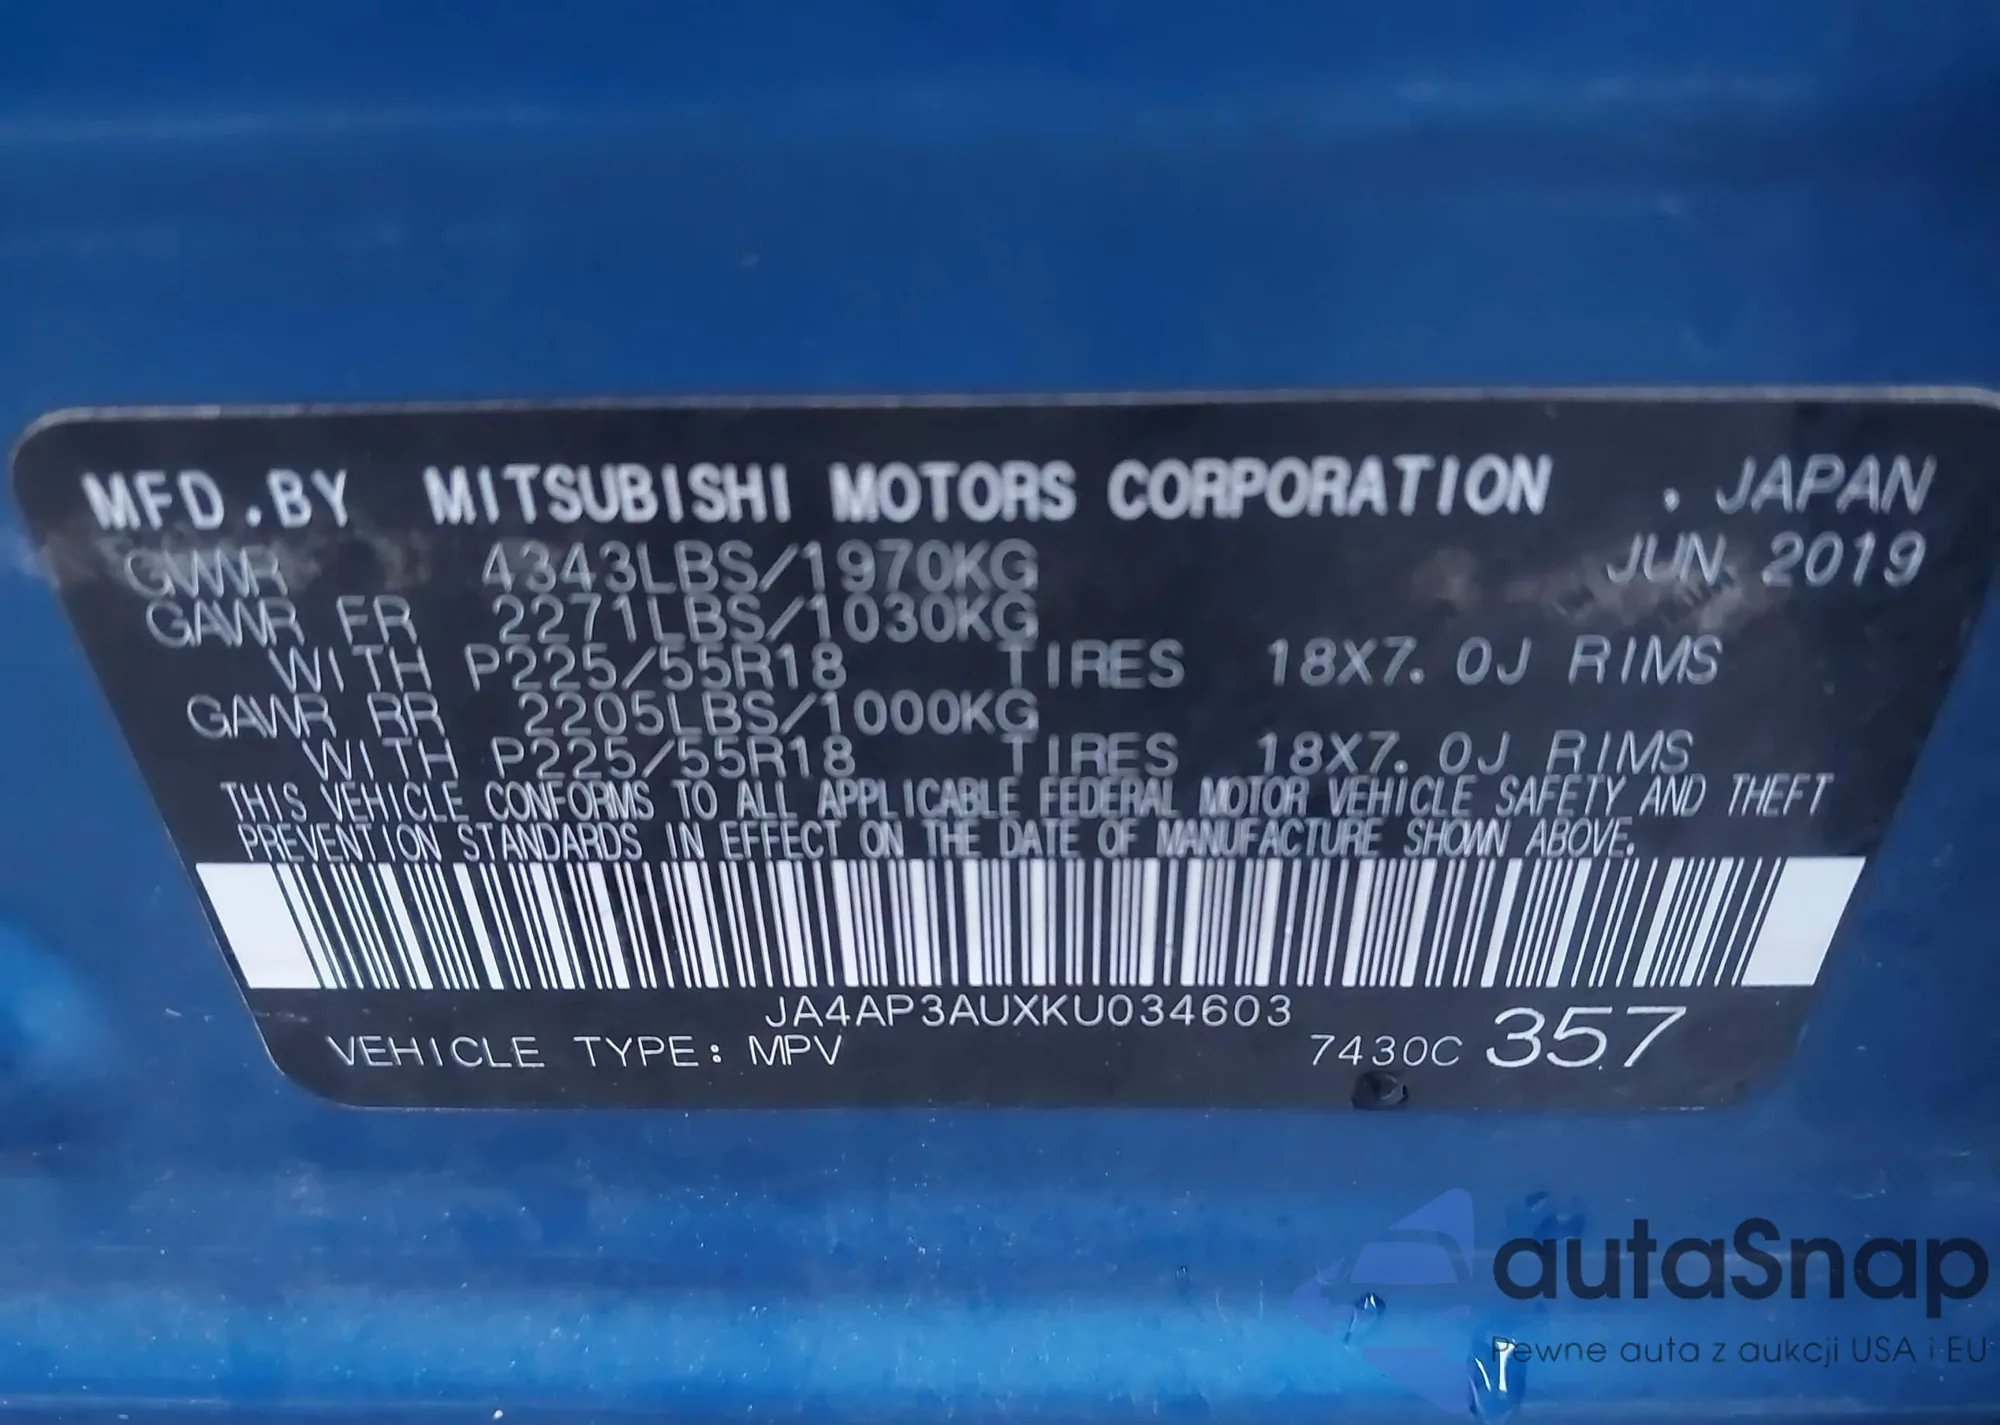 MFD.BY MITSUBISHI MOTORS CORPORATION . JAPAN
GVWR 4343LBS/1970KG JUN. 2019
GAWR FR 2271LBS/1030KG
WITH P225/55R18 TIRES 18X7.0J RIMS
GAWR RR 2205LBS/1000KG
WITH P225/55R18 TIRES 18X7.0J RIMS
THIS VEHICLE CONFORMS TO ALL APPLICABLE FEDERAL MOTOR VEHICLE SAFETY AND THEFT
PREVENTION STANDARDS IN EFFECT ON THE DATE OF MANUFACTURE SHOWN ABOVE.
JA4AP3AUXKU034603
VEHICLE TYPE: MPV 7430C 357
autaSnap
Pewne auta z aukcji USA i EU